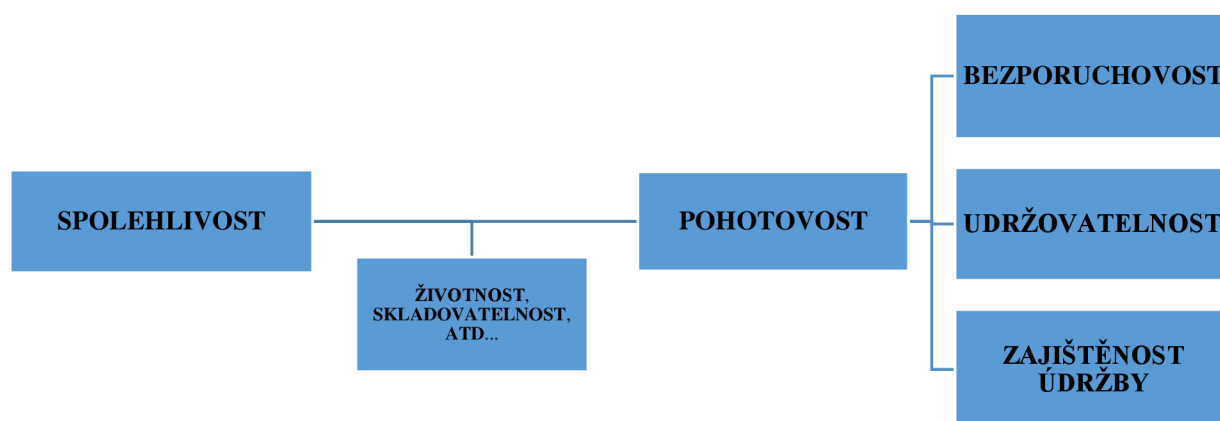 SPOLEHLIVOST
ŽIVOTNOST,
SKLADOVATELNOST,
ATD...
POHOTOVOST
BEZPORUCHOVOST
UDRŽOVATELNOST
ZAJIŠTĚNOST
ÚDRŽBY